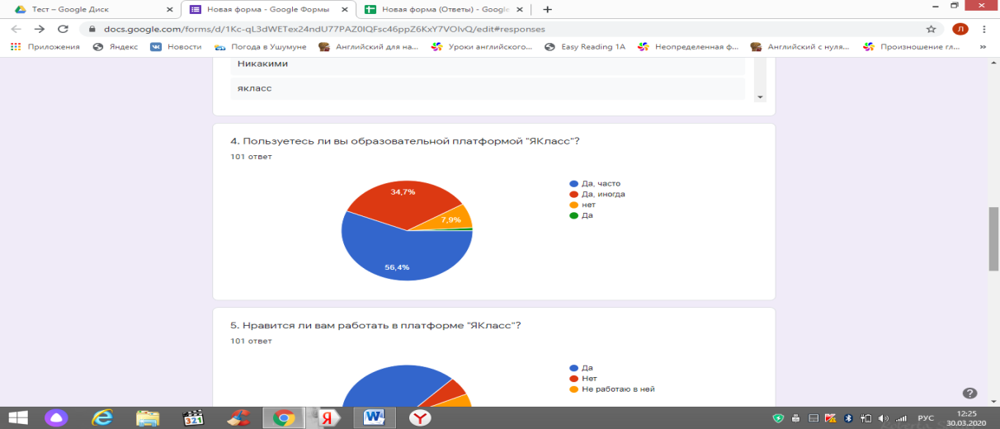 Тест – Google Диск
Новая форма - Google Формы
Новая форма (Ответы) - Google
docs.google.com/forms/d/1Kc-qL3dWETex24ndU77PAZ0IQFsc46ppZ6KxY7VOIvQ/edit#responses
Л
Приложения
Яндекс
Новости
Погода в Ушумуне
Английский для на...
Уроки английского...
Easy Reading 1A
Неопределенная ф...
Английский с нуля...
Произношение гл...
Никакими
якласс
4. Пользуетесь ли вы образовательной платформой "ЯКласс"?
101 ответ
34,7%
7,9%
56,4%
Да, часто
Да, иногда
нет
Да
5. Нравится ли вам работать в платформе "ЯКласс"?
101 ответ
Да
Нет
Не работаю в ней
321
Я
W
Y
РУС
12:25
30.03.2020